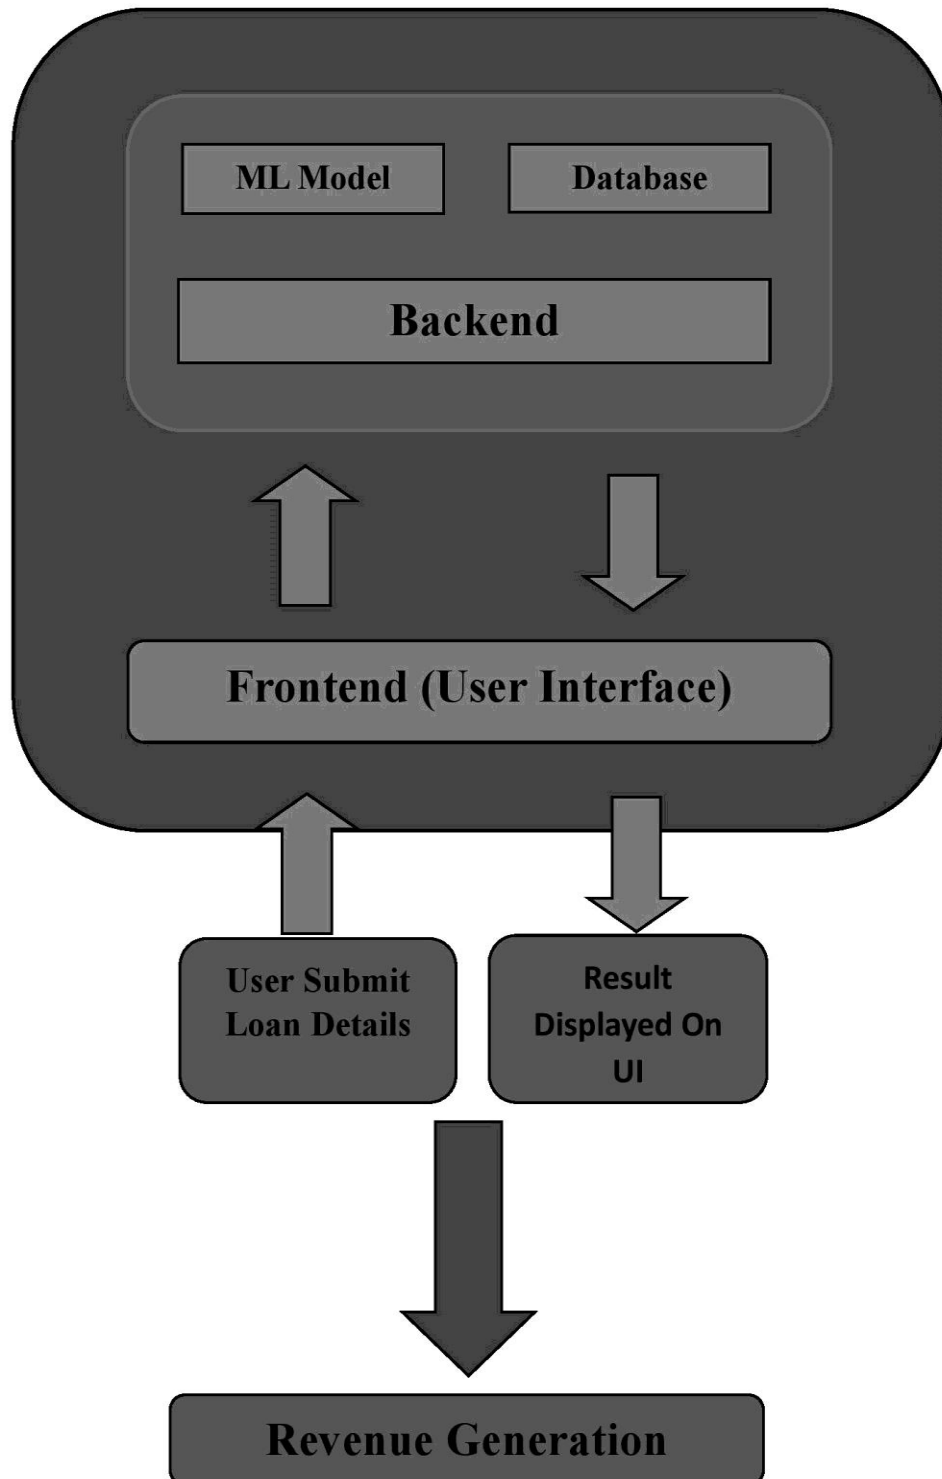 ML Model
Database
Backend
Frontend (User Interface)
User Submit
Loan Details
Result
Displayed On
UI
Revenue Generation